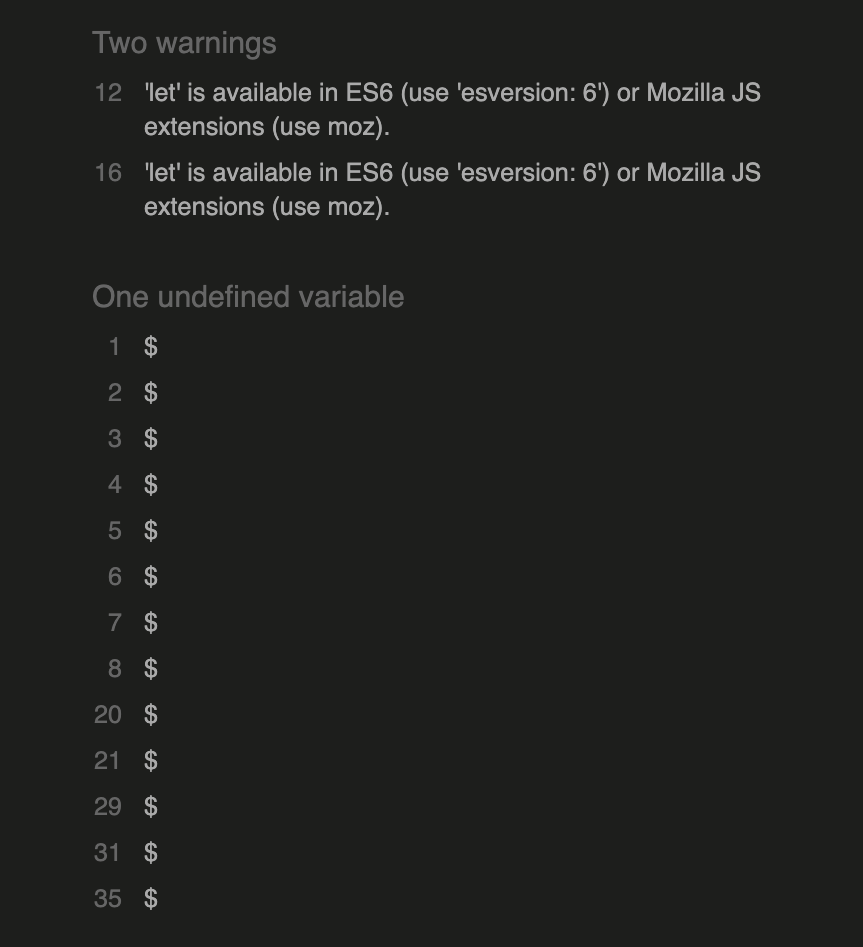 Two warnings
12 'let' is available in ES6 (use 'esversion: 6') or Mozilla JS
extensions (use moz).
16 'let' is available in ES6 (use 'esversion: 6') or Mozilla JS
extensions (use moz).
One undefined variable
1 $
2 $
3 $
4 $
5 $
6 $
7 $
8 $
20 $
21 $
29 $
31 $
35 $